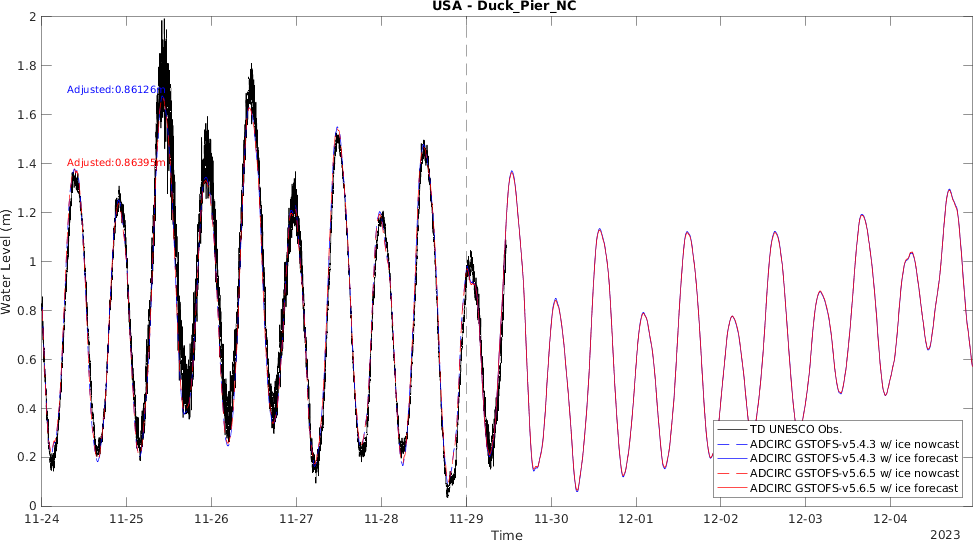 USA - Duck_Pier_NC
2
1.8
1.6
1.4
1.2
1
0.8
0.6
0.4
0.2
0
Water Level (m)
Adjusted:0.86126m
Adjusted:0.86395m
TD UNESCO Obs.
ADCIRC GSTOFS-v5.4.3 w/ ice nowcast
ADCIRC GSTOFS-v5.4.3 w/ ice forecast
ADCIRC GSTOFS-v5.6.5 w/ ice nowcast
ADCIRC GSTOFS-v5.6.5 w/ ice forecast
11-24 11-25 11-26 11-27 11-28 11-29 11-30 12-01 12-02 12-03 12-04
Time
2023